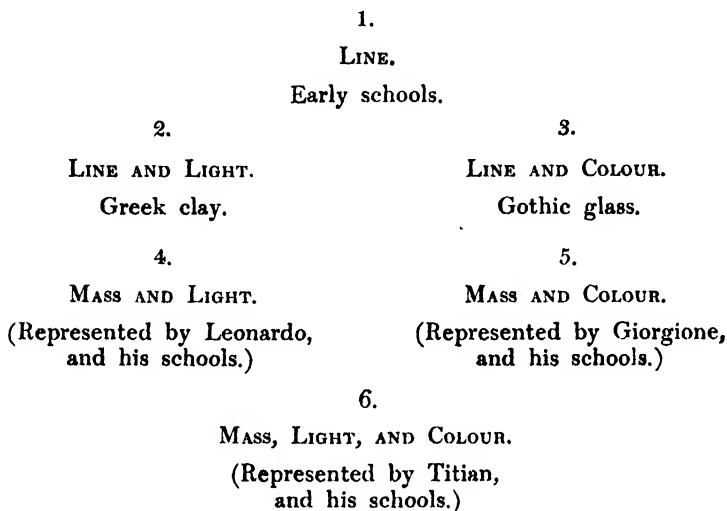 1.
LINE.
Early schools.
2.
LINE AND LIGHT.
Greek clay.
3.
LINE AND COLOUR.
Gothic glass.
4.
MASS AND LIGHT.
(Represented by Leonardo,
and his schools.)
5.
MASS AND COLOUR.
(Represented by Giorgione,
and his schools.)
6.
MASS, LIGHT, AND COLOUR.
(Represented by Titian,
and his schools.)